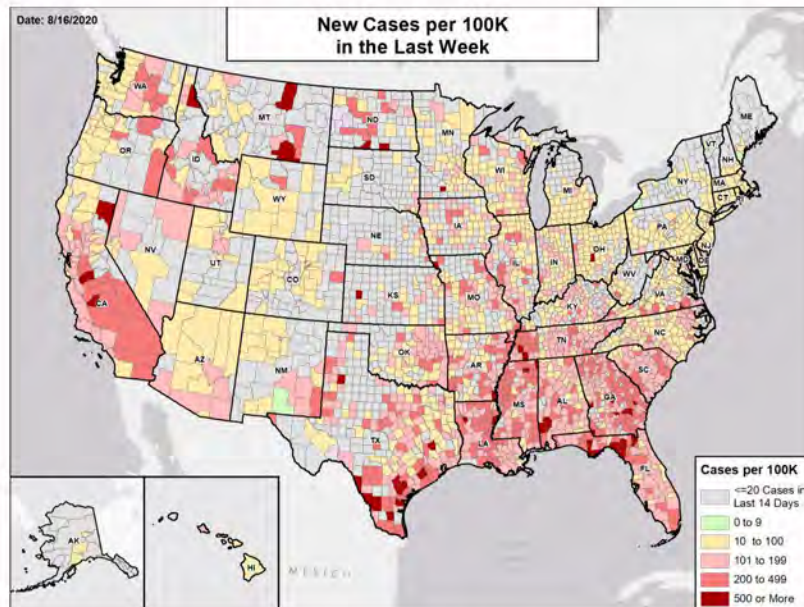 Date: 8/16/2020
New Cases per 100K
in the Last Week
WA
MT
ND
MN
ME
OR
ID
SD
WI
VT
NH
NY
MA
WY
MI
CT
IA
NE
PA
NJ
NV
UT
IL
IN
OH
MD
DE
CO
WV
CA
KS
MO
KY
VA
AZ
NM
OK
AR
TN
NC
SC
MS
AL
GA
TX
LA
FL
AK
HI
MEXICO
Cases per 100K
<=20 Cases in
Last 14 Days
0 to 9
10 to 100
101 to 199
200 to 499
500 or More